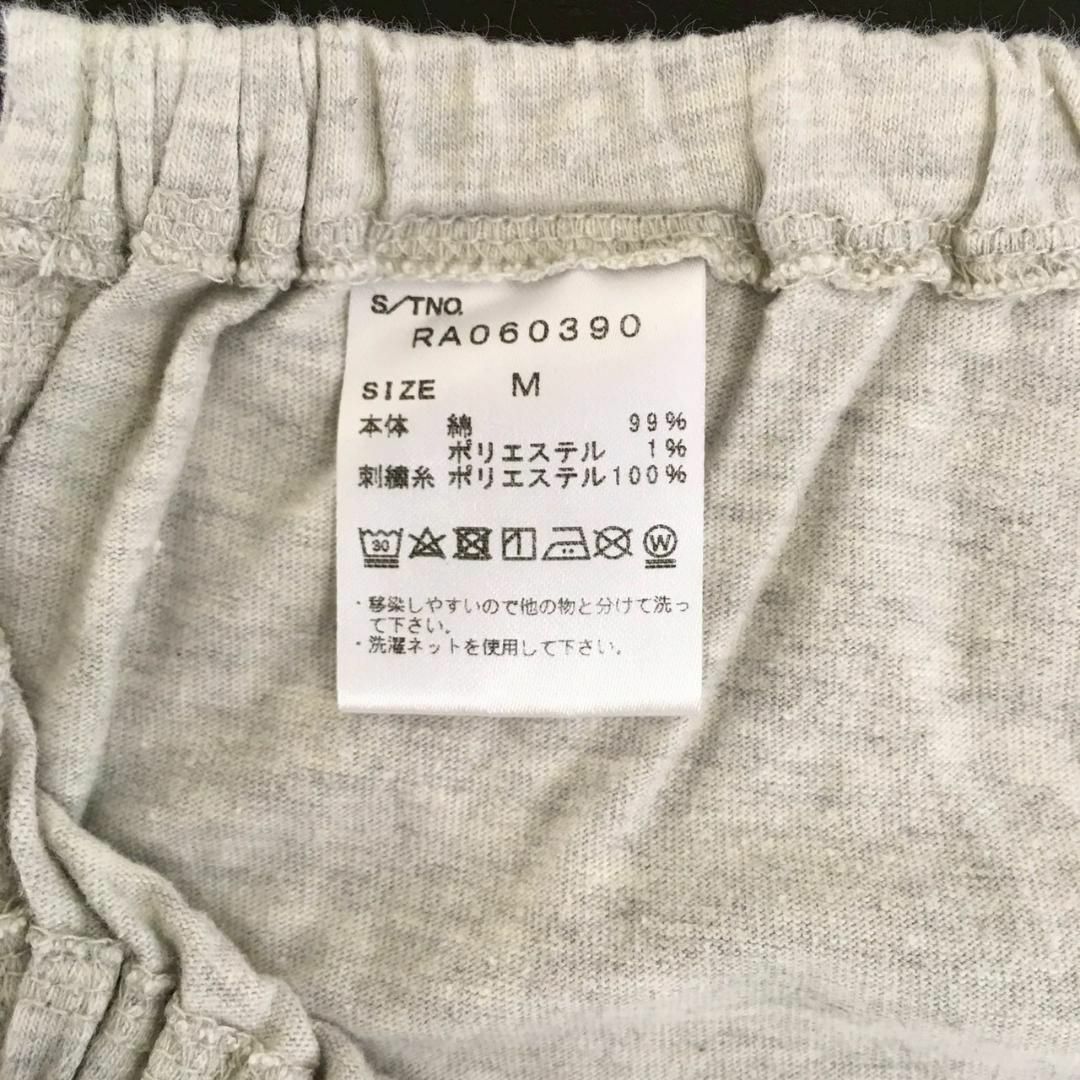 S/TNO.
RA060390
SIZE M
本体 綿 99%
ポリエステル 1%
刺繍糸 ポリエステル100%
30 W
・移染しやすいので他の物と分けて洗っ
て下さい。
・洗濯ネットを使用して下さい。